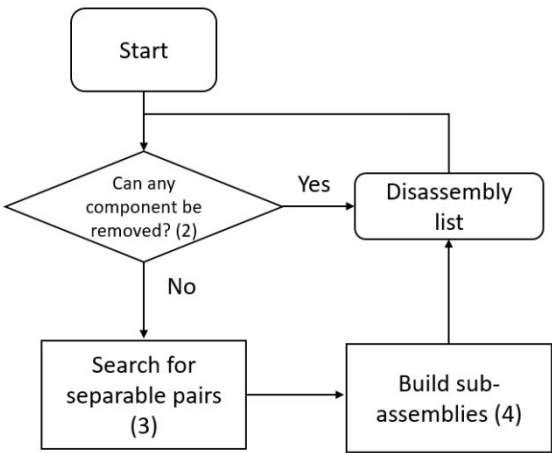 Start
Can any
component be
removed? (2)
Yes
Disassembly
list
No
Search for
separable pairs
(3)
Build sub-
assemblies (4)